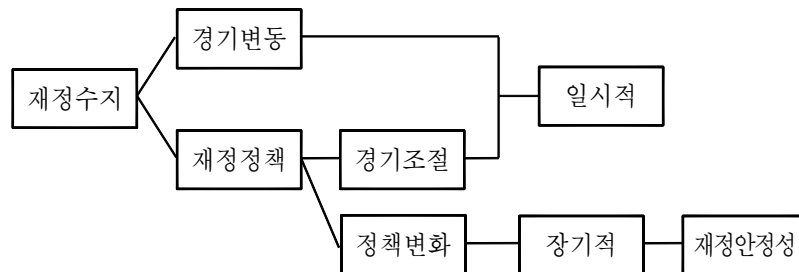 경기변동
재정수지
일시적
재정정책
경기조절
정책변화
장기적
재정안정성